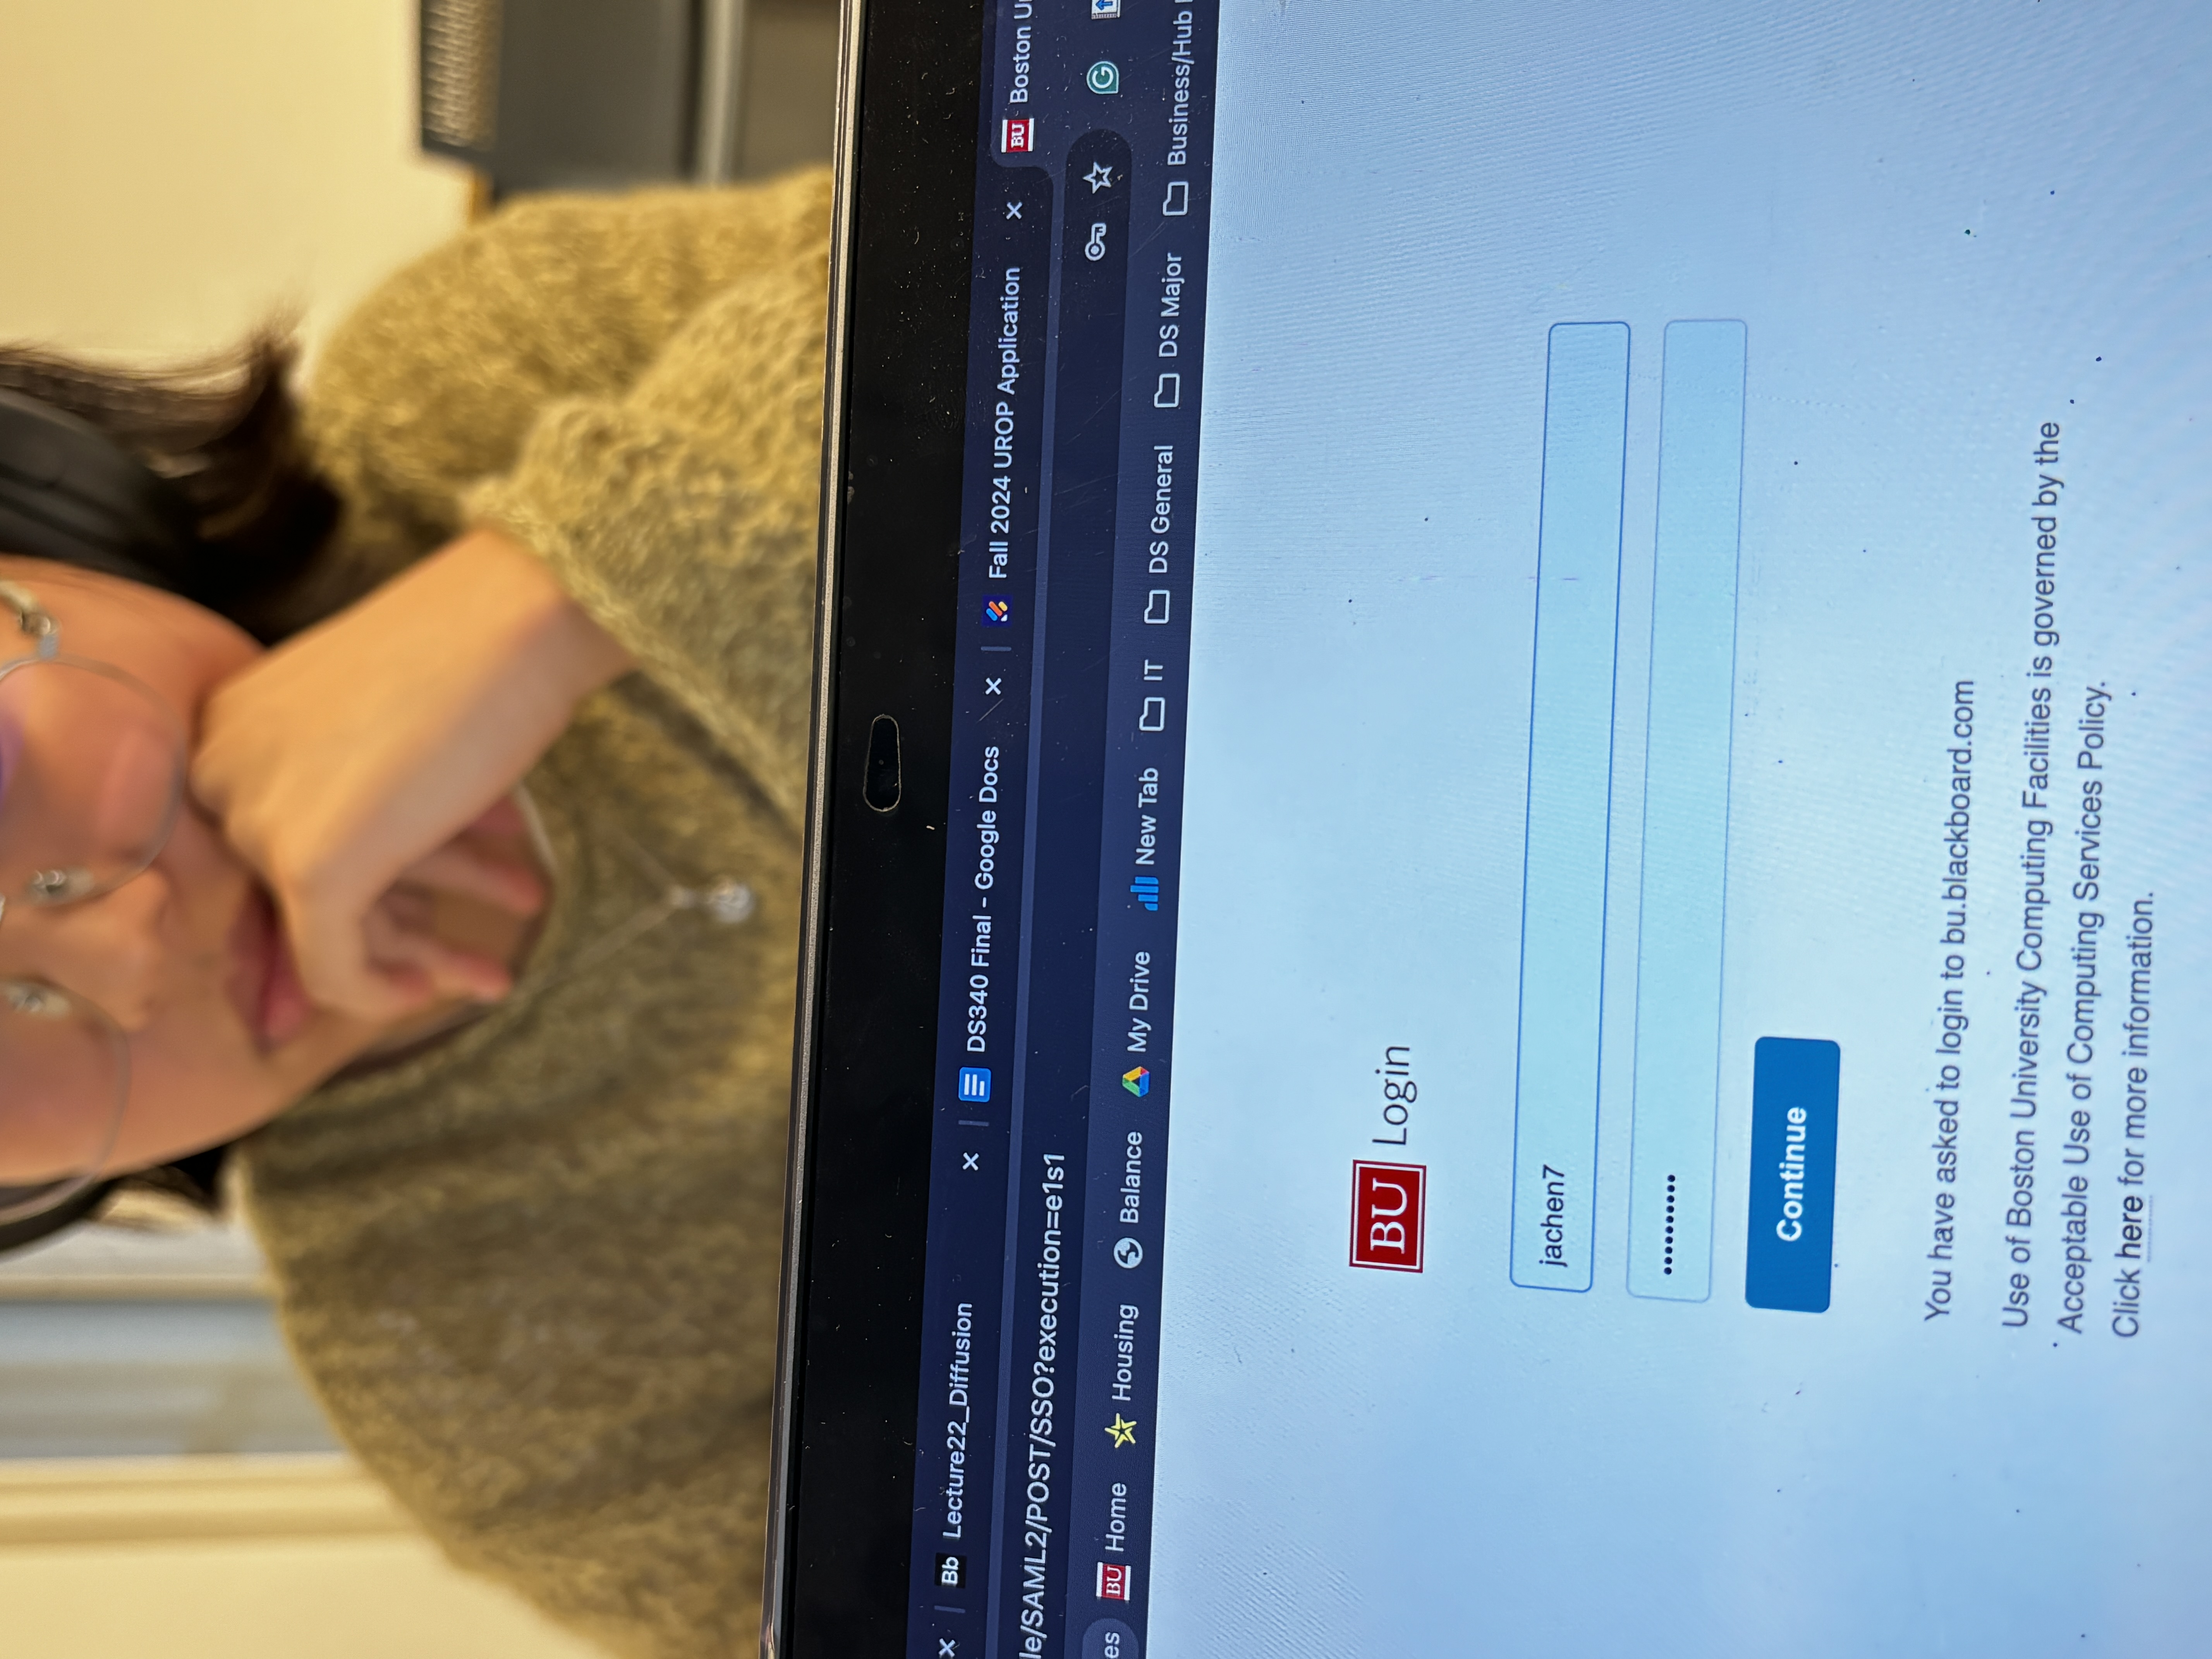 Bb Lecture22_Diffusion
DS340 Final - Google Docs
Fall 2024 UROP Application
BU Boston U
le/SAML2/POST/SSO?execution=e1s1
es
BU Home
Housing
Balance
My Drive
New Tab
IT
DS General
DS Major
Business/Hub
BU Login
jachen7
••••••••••
Continue
You have asked to login to bu.blackboard.com
Use of Boston University Computing Facilities is governed by the
Acceptable Use of Computing Services Policy.
Click here for more information.